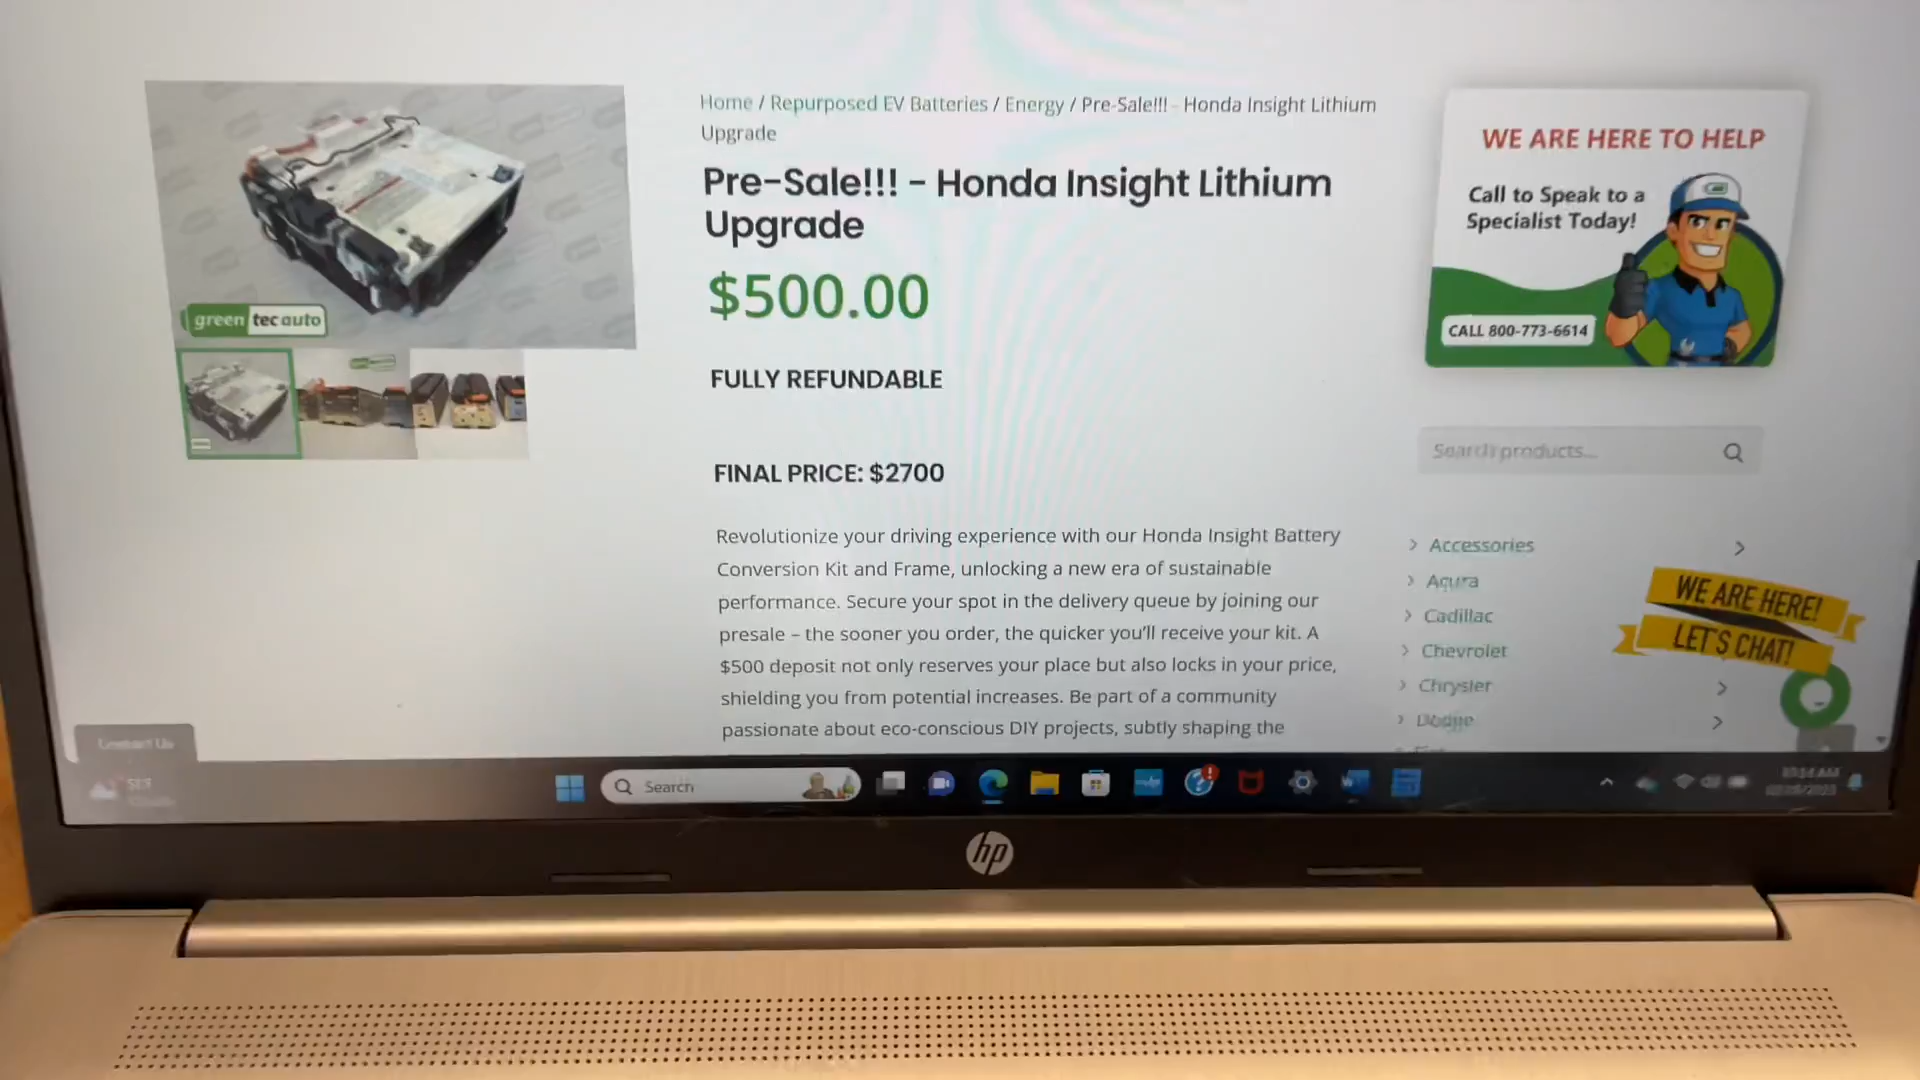 Home / Repurposed EV Batteries / Energy / Pre-Sale!!! - Honda Insight Lithium
Upgrade
Pre-Sale!!! - Honda Insight Lithium
Upgrade
$500.00
FULLY REFUNDABLE
FINAL PRICE: $2700
Revolutionize your driving experience with our Honda Insight Battery
Conversion Kit and Frame, unlocking a new era of sustainable
performance. Secure your spot in the delivery queue by joining our
presale – the sooner you order, the quicker you'll receive your kit. A
$500 deposit not only reserves your place but also locks in your price,
shielding you from potential increases. Be part of a community
passionate about eco-conscious DIY projects, subtly shaping the
green tec auto
WE ARE HERE TO HELP
Call to Speak to a
Specialist Today!
CALL 800-773-6614
Search products...
Accessories
Acura
Cadillac
Chevrolet
Chrysler
Dodge
WE ARE HERE!
LET'S CHAT!
Contact Us
Search
hp